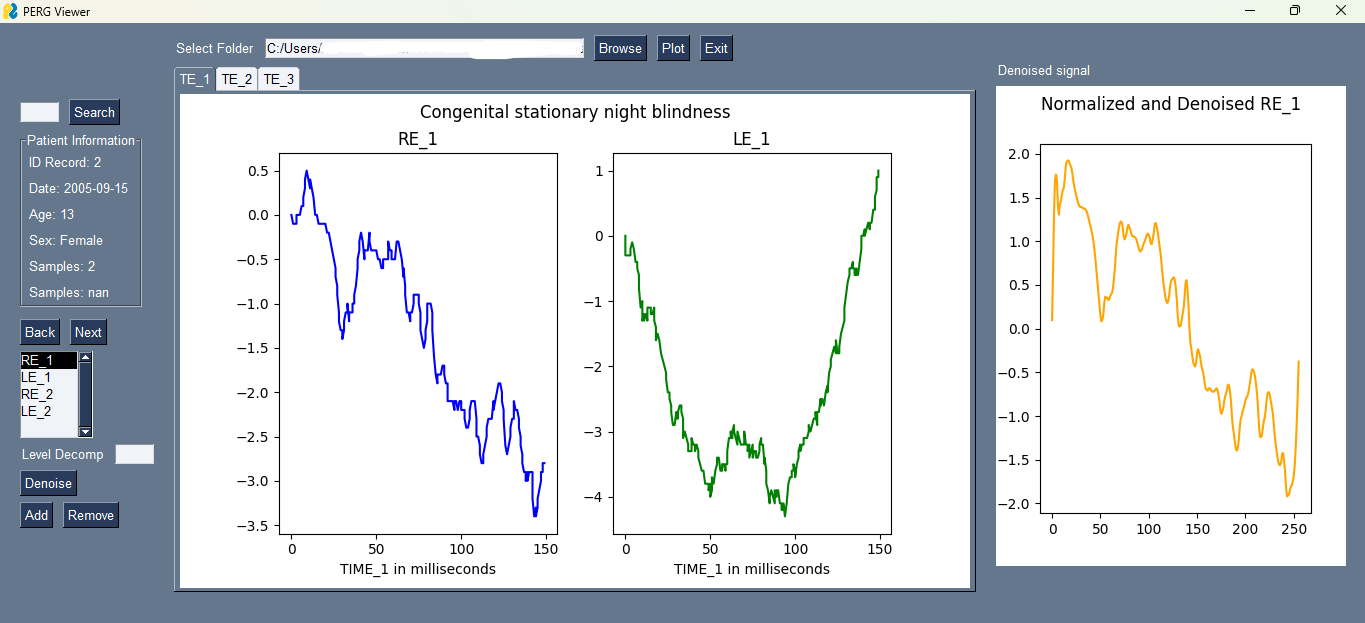 PERG Viewer
Select Folder C:/Users/ Browse Plot Exit
TE_1 TE_2 TE_3
Denoised signal
Search
Patient Information
ID Record: 2
Date: 2005-09-15
Age: 13
Sex: Female
Samples: 2
Samples: nan
Back Next
RE_1
LE_1
RE_2
LE_2
Level Decomp
Denoise
Add Remove
Congenital stationary night blindness
RE_1
0.5
0.0
−0.5
−1.0
−1.5
−2.0
−2.5
−3.0
−3.5
0 50 100 150
TIME_1 in milliseconds
LE_1
1
0
−1
−2
−3
−4
0 50 100 150
TIME_1 in milliseconds
Normalized and Denoised RE_1
2.0
1.5
1.0
0.5
0.0
−0.5
−1.0
−1.5
−2.0
0 50 100 150 200 250